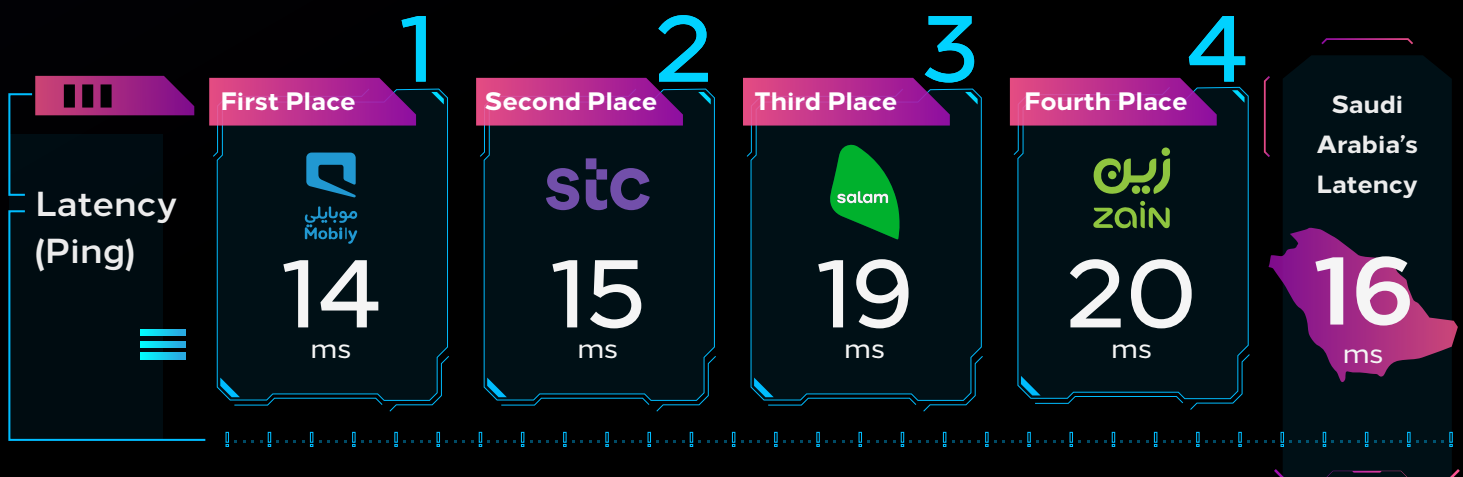 Latency
(Ping)
1
First Place
موبايلي
Mobily
14
ms
2
Second Place
stc
15
ms
3
Third Place
salam
19
ms
4
Fourth Place
زين
zain
20
ms
Saudi
Arabia's
Latency
16
ms